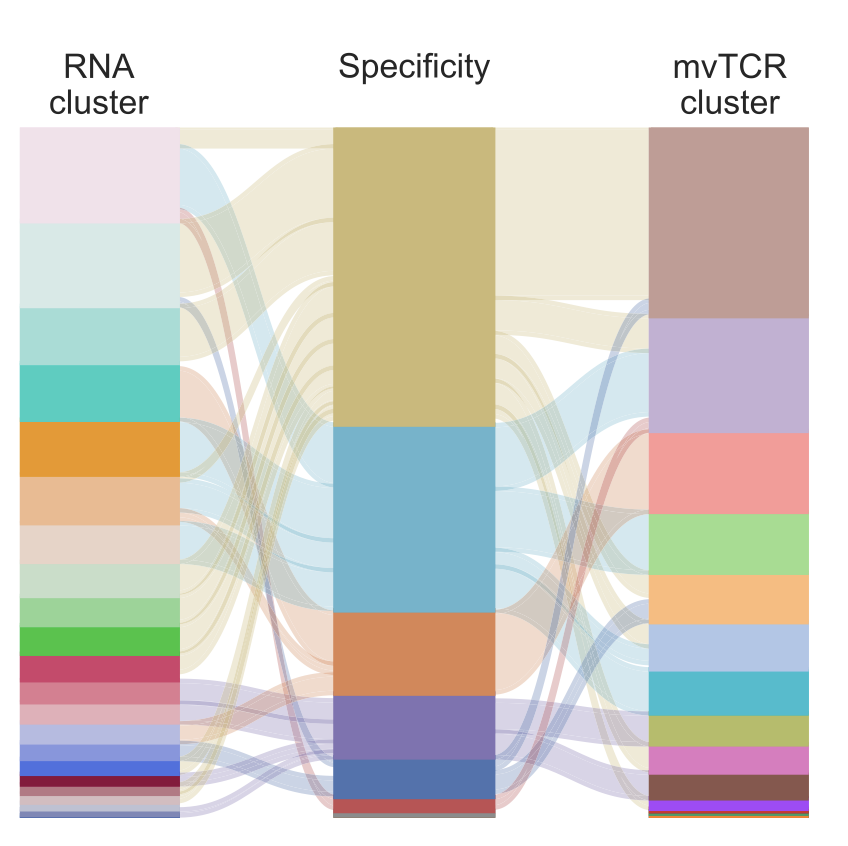 RNA
cluster
Specificity
mvTCR
cluster